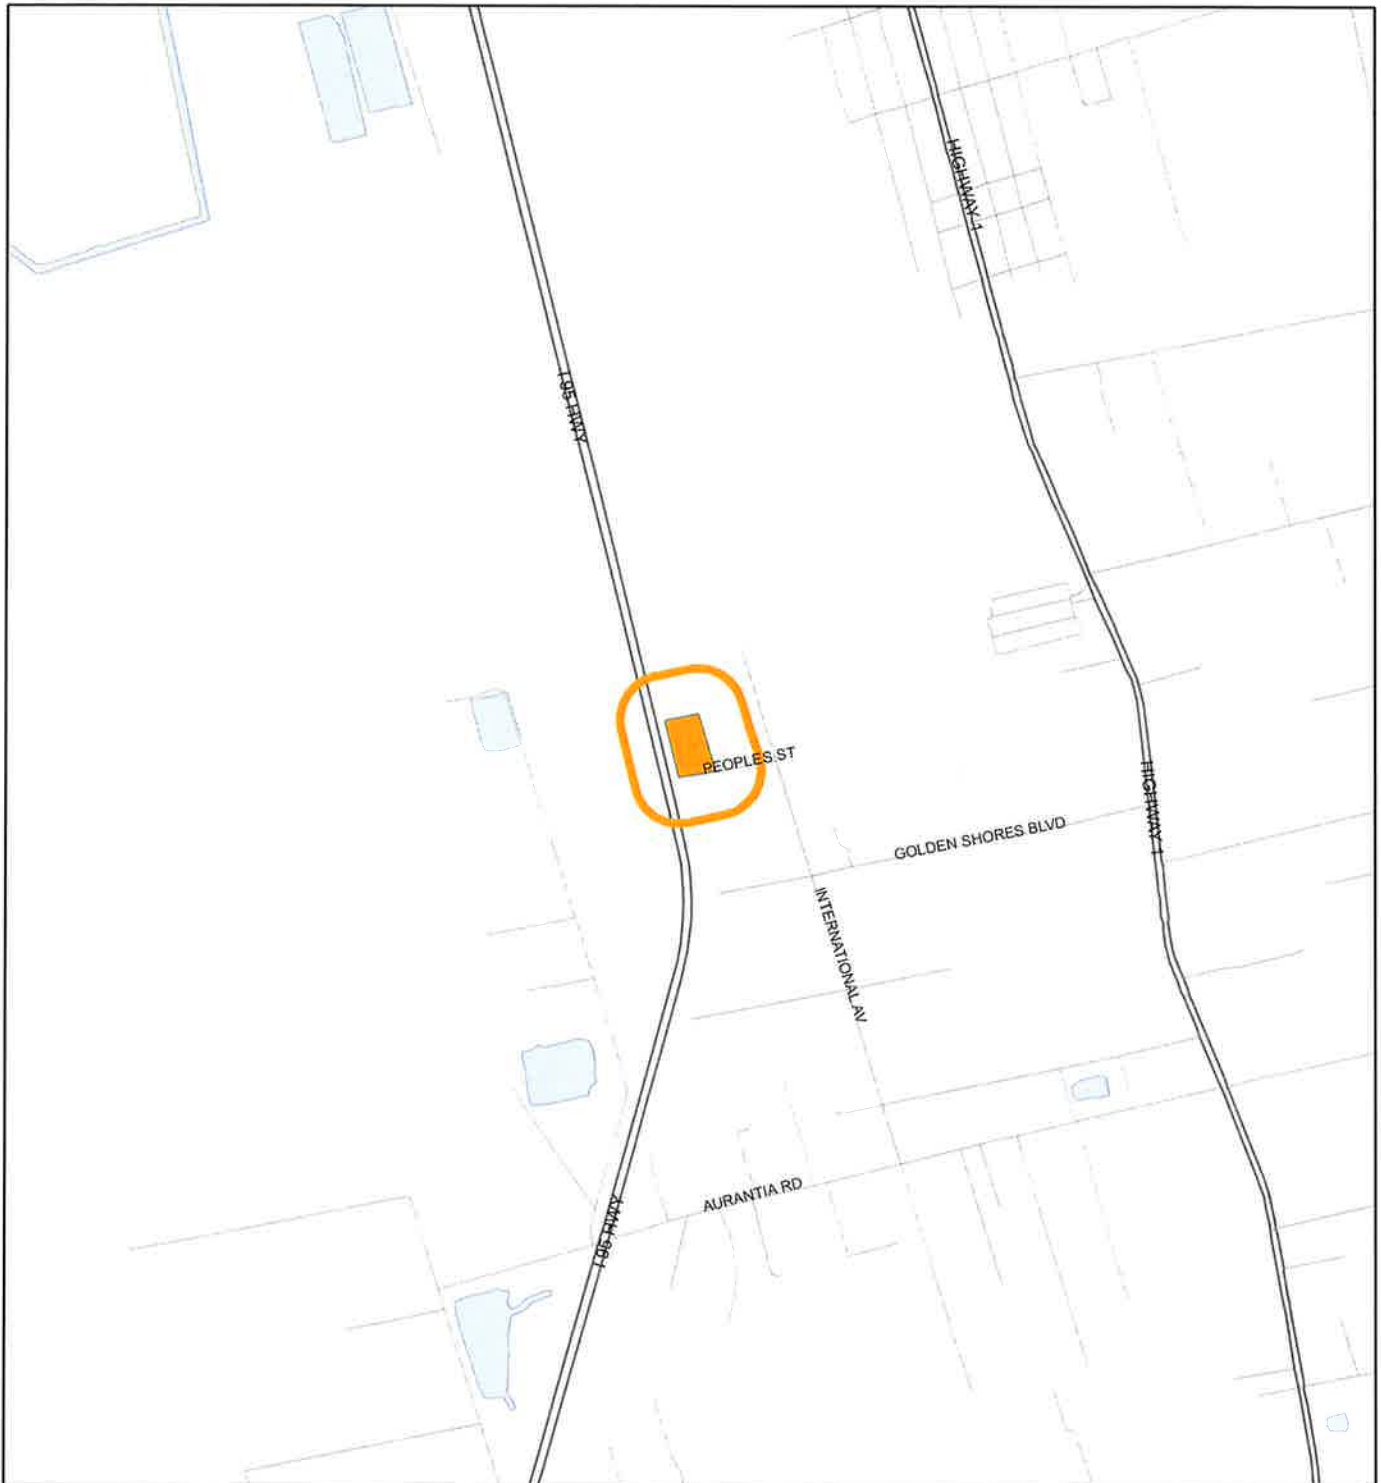 HIGHWAY 1
I 95 HWY
PEOPLES ST
HIGHWAY 1
GOLDEN SHORES BLVD
INTERNATIONAL AV
AURANTIA RD
I 95 HWY